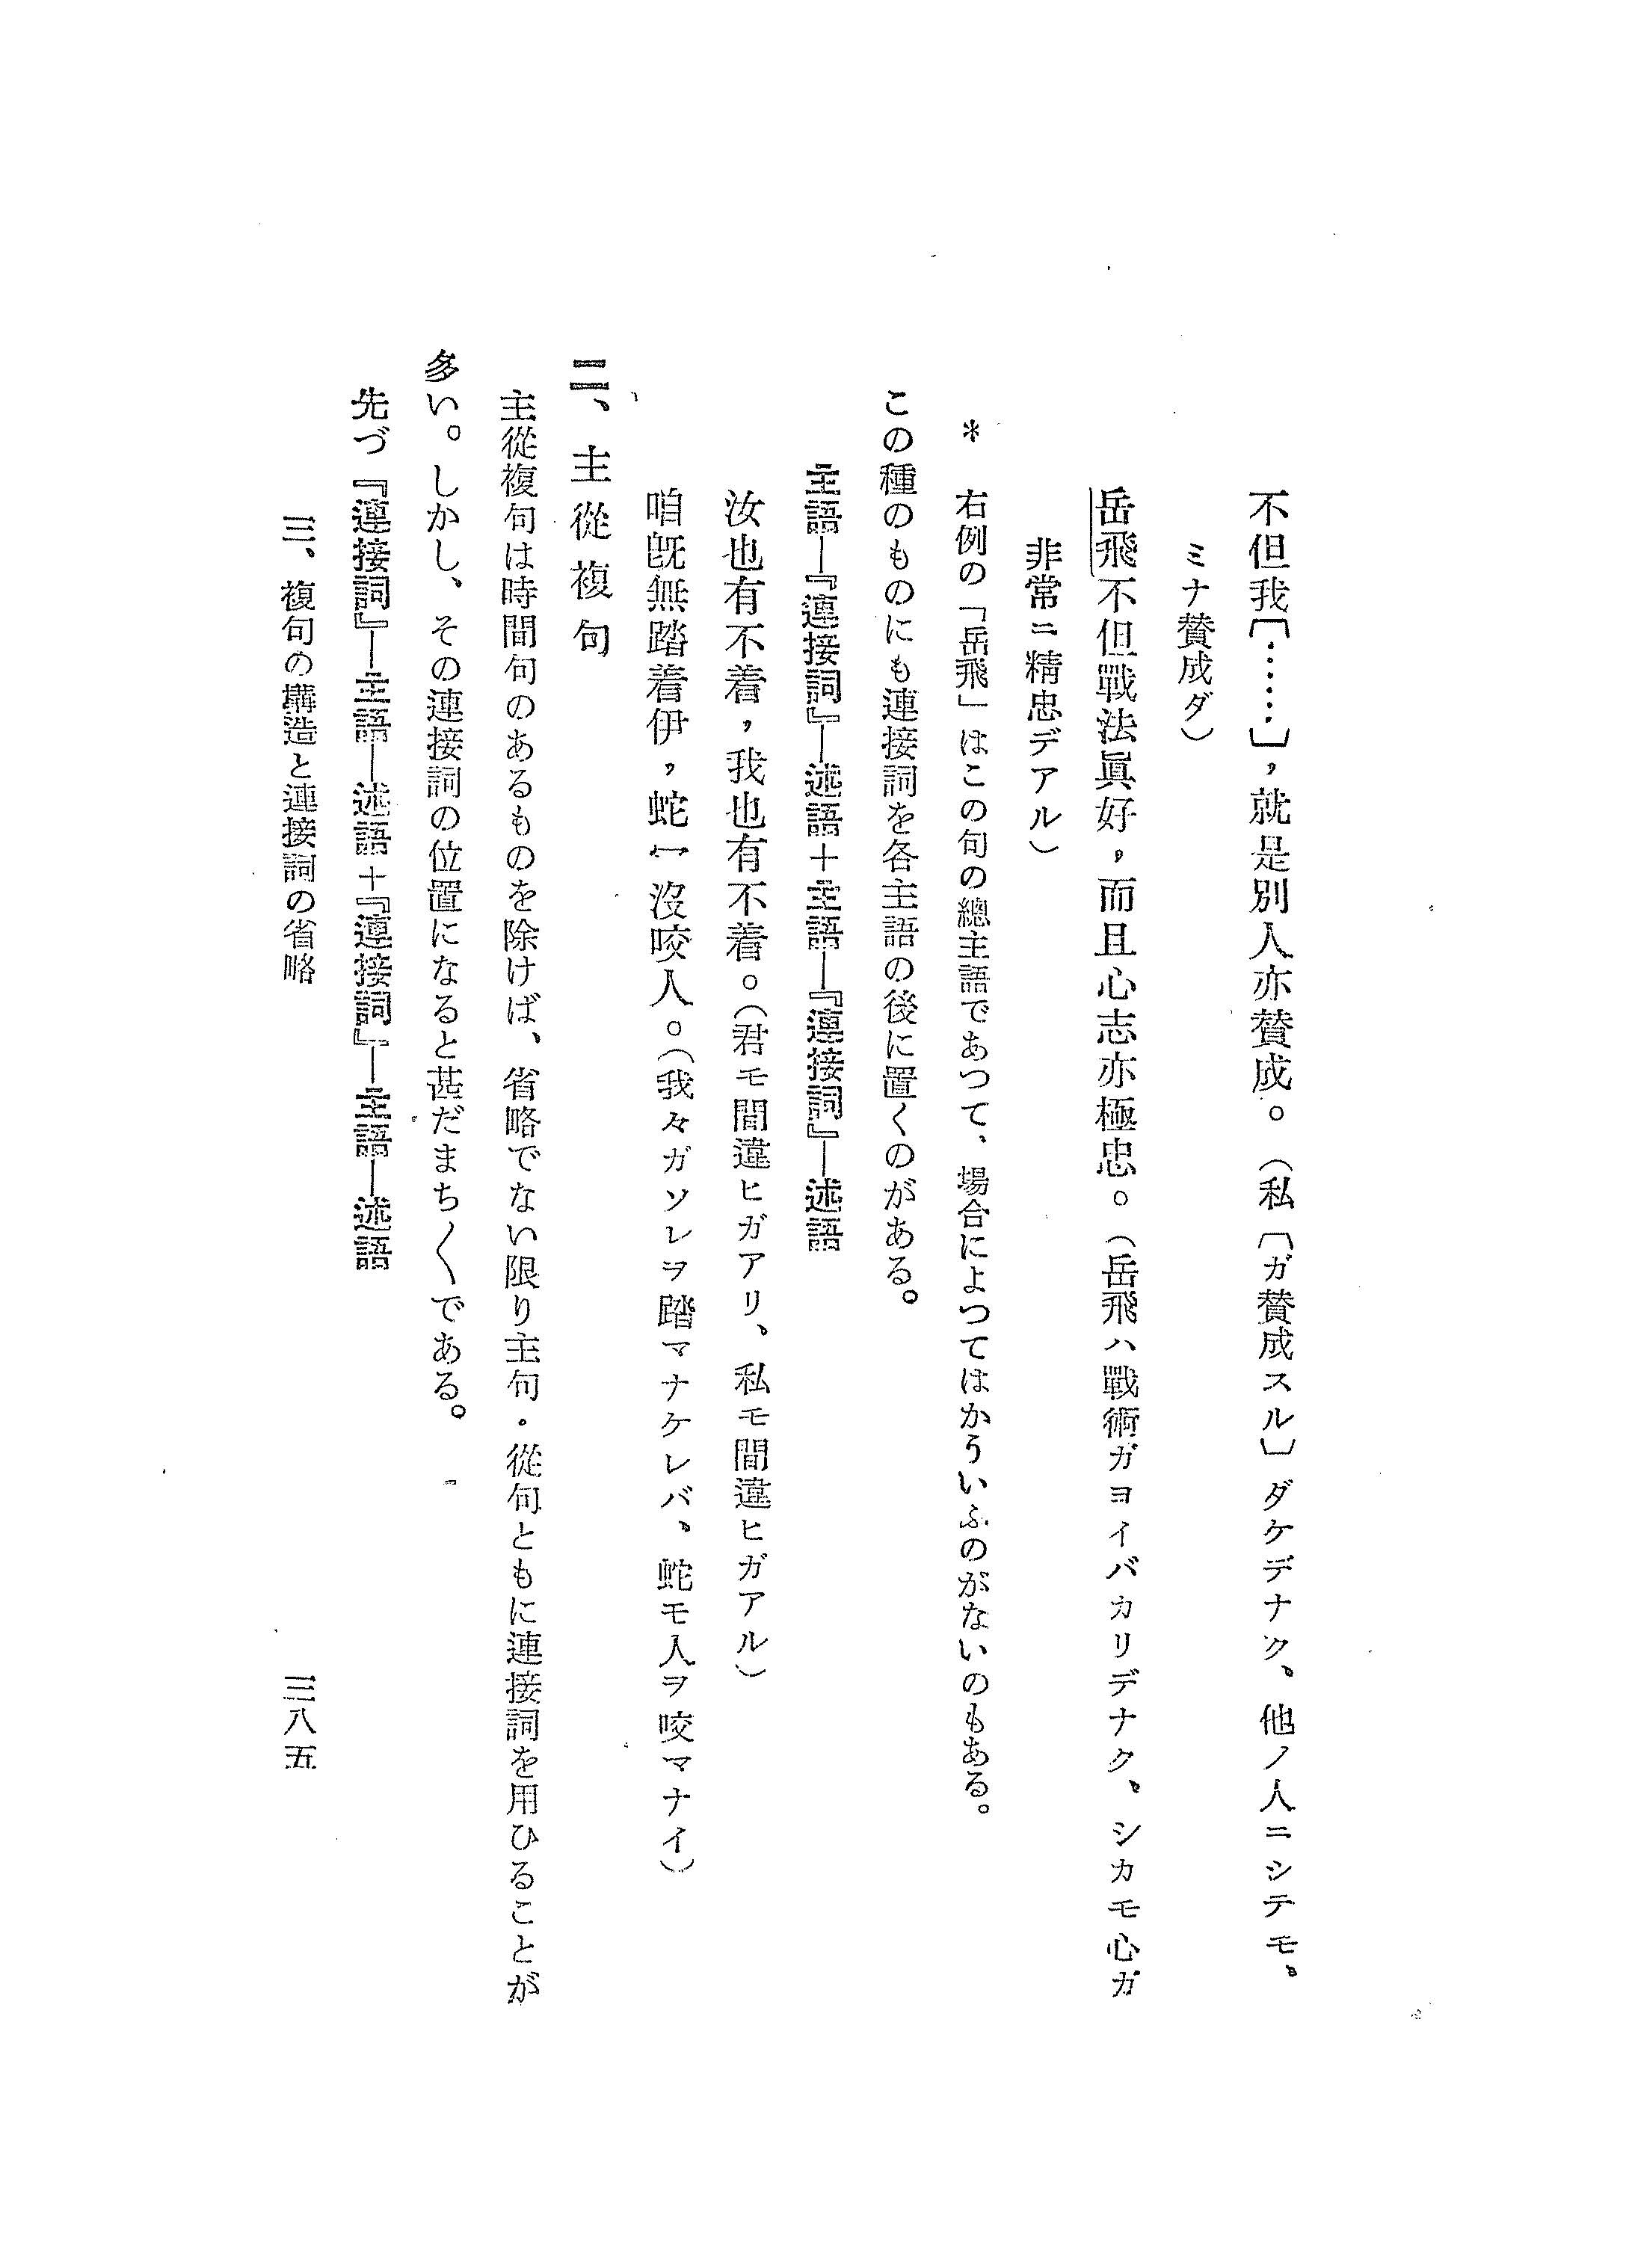 不但我〔……〕，就是別人亦贊成。（私〔ガ賛成スル〕ダケデナク、他ノ人ニシテモ、
ミナ賛成ダ）
岳飛不但戰法眞好，而且心志亦極忠。（岳飛ハ戰術ガヨイバカリデナク、シカモ心ガ
非常ニ精忠デアル）
＊　右例の「岳飛」はこの句の總主語であつて、場合によつてはかういふのがないのもある。
この種のものにも連接詞を各主語の後に置くのがある。
主語―『連接詞』―述語＋主語―『連接詞』―述語
汝也有不着，我也有不着。（君モ間違ヒガアリ、私モ間違ヒガアル）
咱旣無踏着伊，蛇亦沒咬人。（我々ガソレヲ踏マナケレバ、蛇モ人ヲ咬マナイ）
二、主從複句
主從複句は時間句のあるものを除けば、省略でない限り主句・從句ともに連接詞を用ひることが
多い。しかし、その連接詞の位置になると甚だまち〳〵である。
先づ『連接詞』―主語―述語＋『連接詞』―主語―述語
三、複句の構造と連接詞の省略　三八五